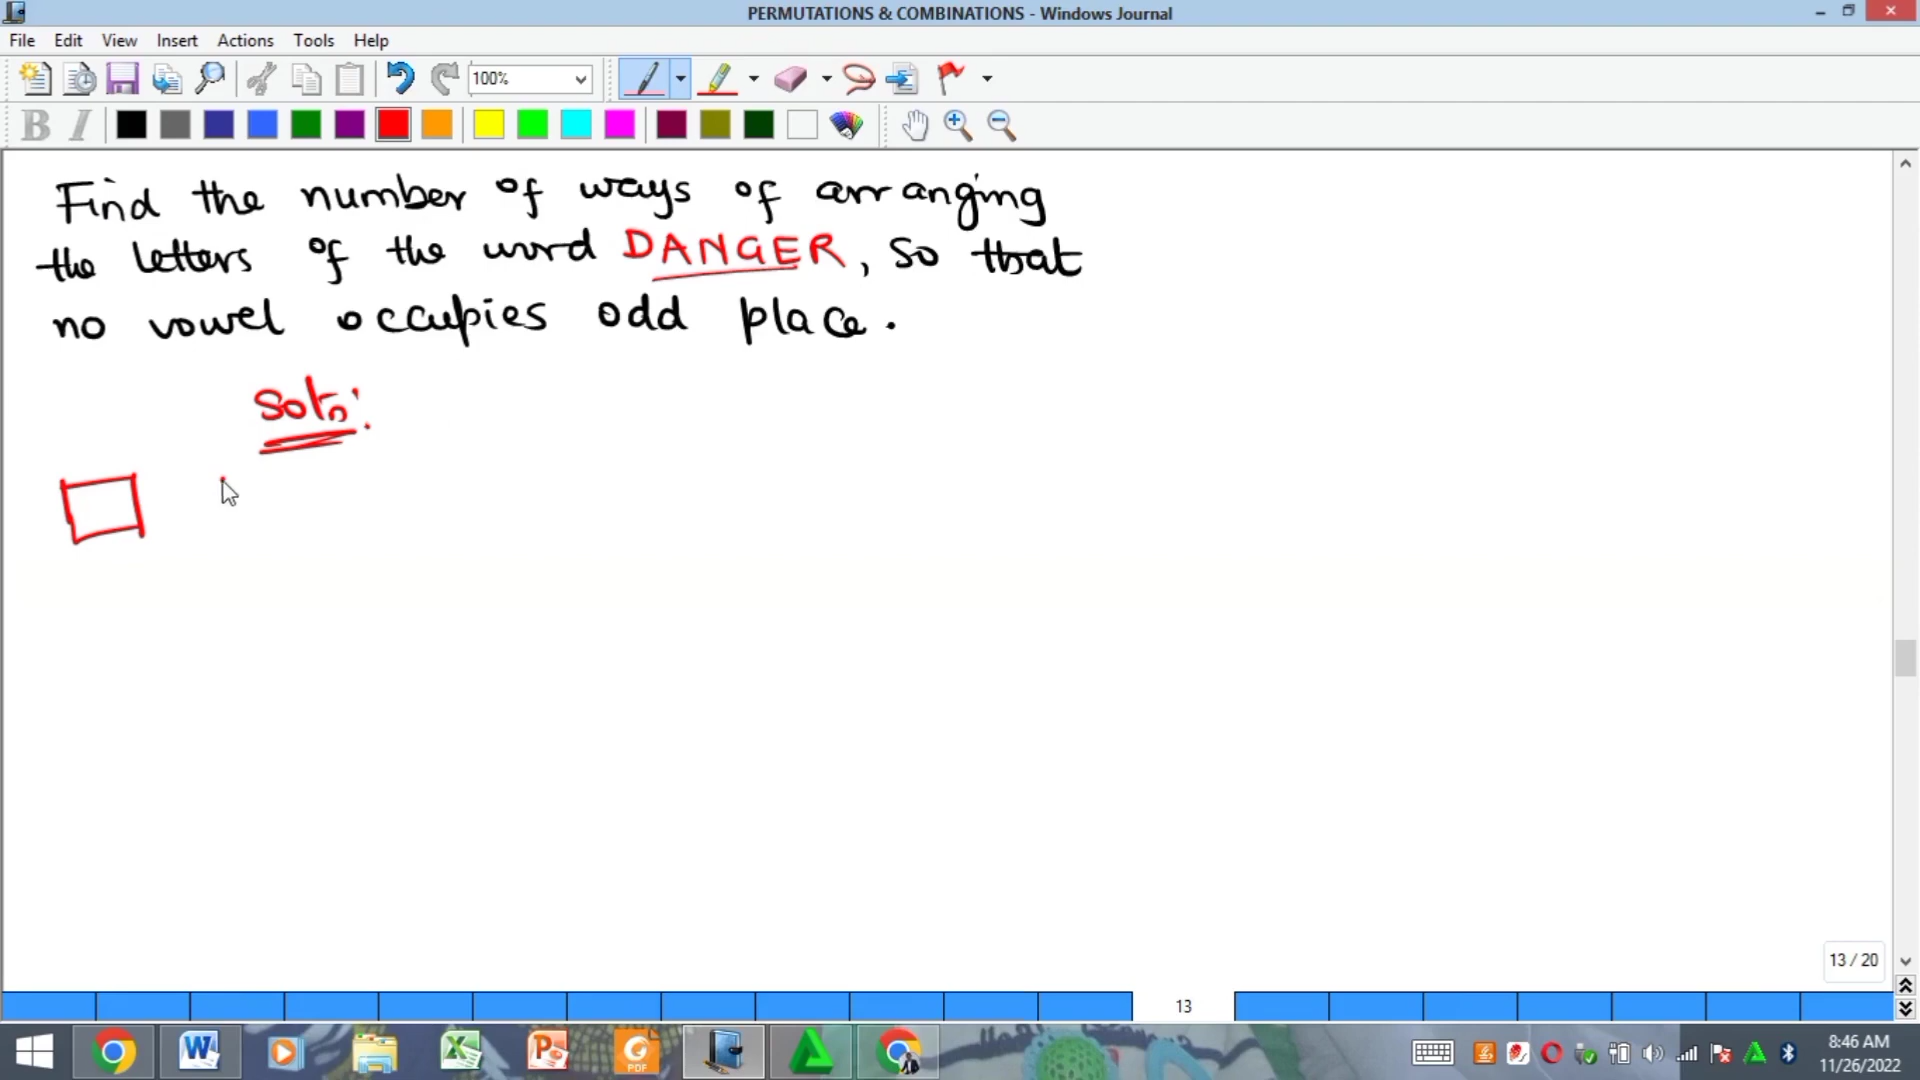 PERMUTATIONS & COMBINATIONS - Windows Journal
File Edit View Insert Actions Tools Help
100%
B I
Find the number of ways of arranging
the letters of the word DANGER, so that
no vowel occupies odd place.
Soln:
13 / 20
13
8:46 AM
11/26/2022